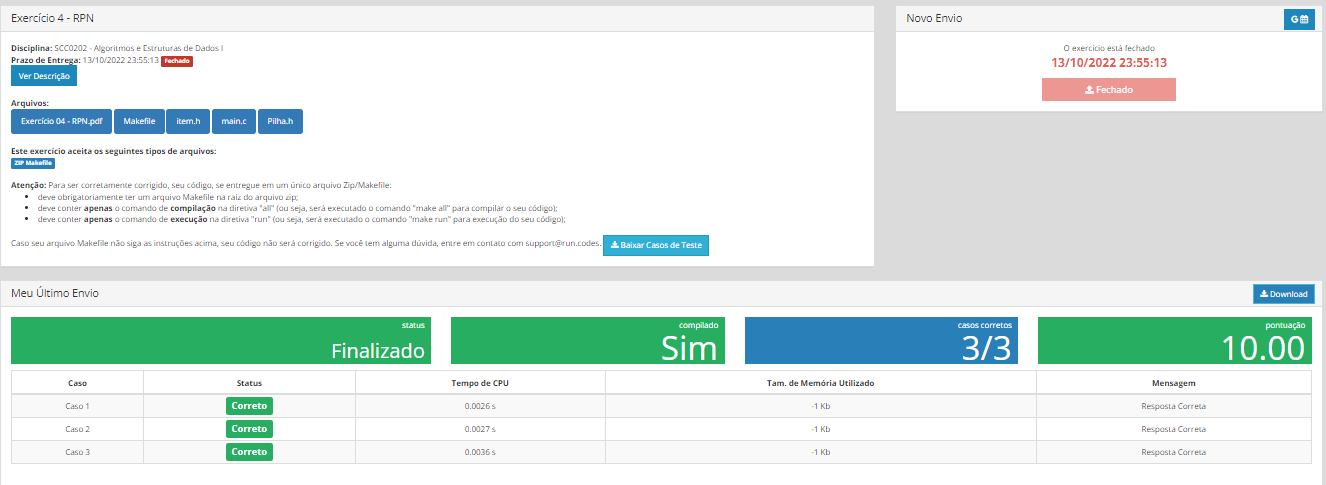 Exercício 4 - RPN
Disciplina: SCC0202 - Algoritmos e Estruturas de Dados I
Prazo de Entrega: 13/10/2022 23:55:13 Fechado
Ver Descrição
Arquivos:
Exercício 04 - RPN.pdf Makefile item.h main.c Pilha.h
Este exercício aceita os seguintes tipos de arquivos:
ZIP Makefile
Atenção: Para ser corretamente corrigido, seu código, se entregue em um único arquivo Zip/Makefile:
deve obrigatoriamente ter um arquivo Makefile na raiz do arquivo zip;
deve conter apenas o comando de compilação na diretiva "all" (ou seja, será executado o comando "make all" para compilar o seu código);
deve conter apenas o comando de execução na diretiva "run" (ou seja, será executado o comando "make run" para execução do seu código);
Caso seu arquivo Makefile não siga as instruções acima, seu código não será corrigido. Se você tem alguma dúvida, entre em contato com support@run.codes. Baixar Casos de Teste
Novo Envio
G
O exercício está fechado
13/10/2022 23:55:13
Fechado
Meu Último Envio
Download
status
Finalizado
compilado
Sim
casos corretos
3/3
pontuação
10.00
Caso Status Tempo de CPU Tam. de Memória Utilizado Mensagem
Caso 1 Correto 0.0026 s -1 Kb Resposta Correta
Caso 2 Correto 0.0027 s -1 Kb Resposta Correta
Caso 3 Correto 0.0036 s -1 Kb Resposta Correta